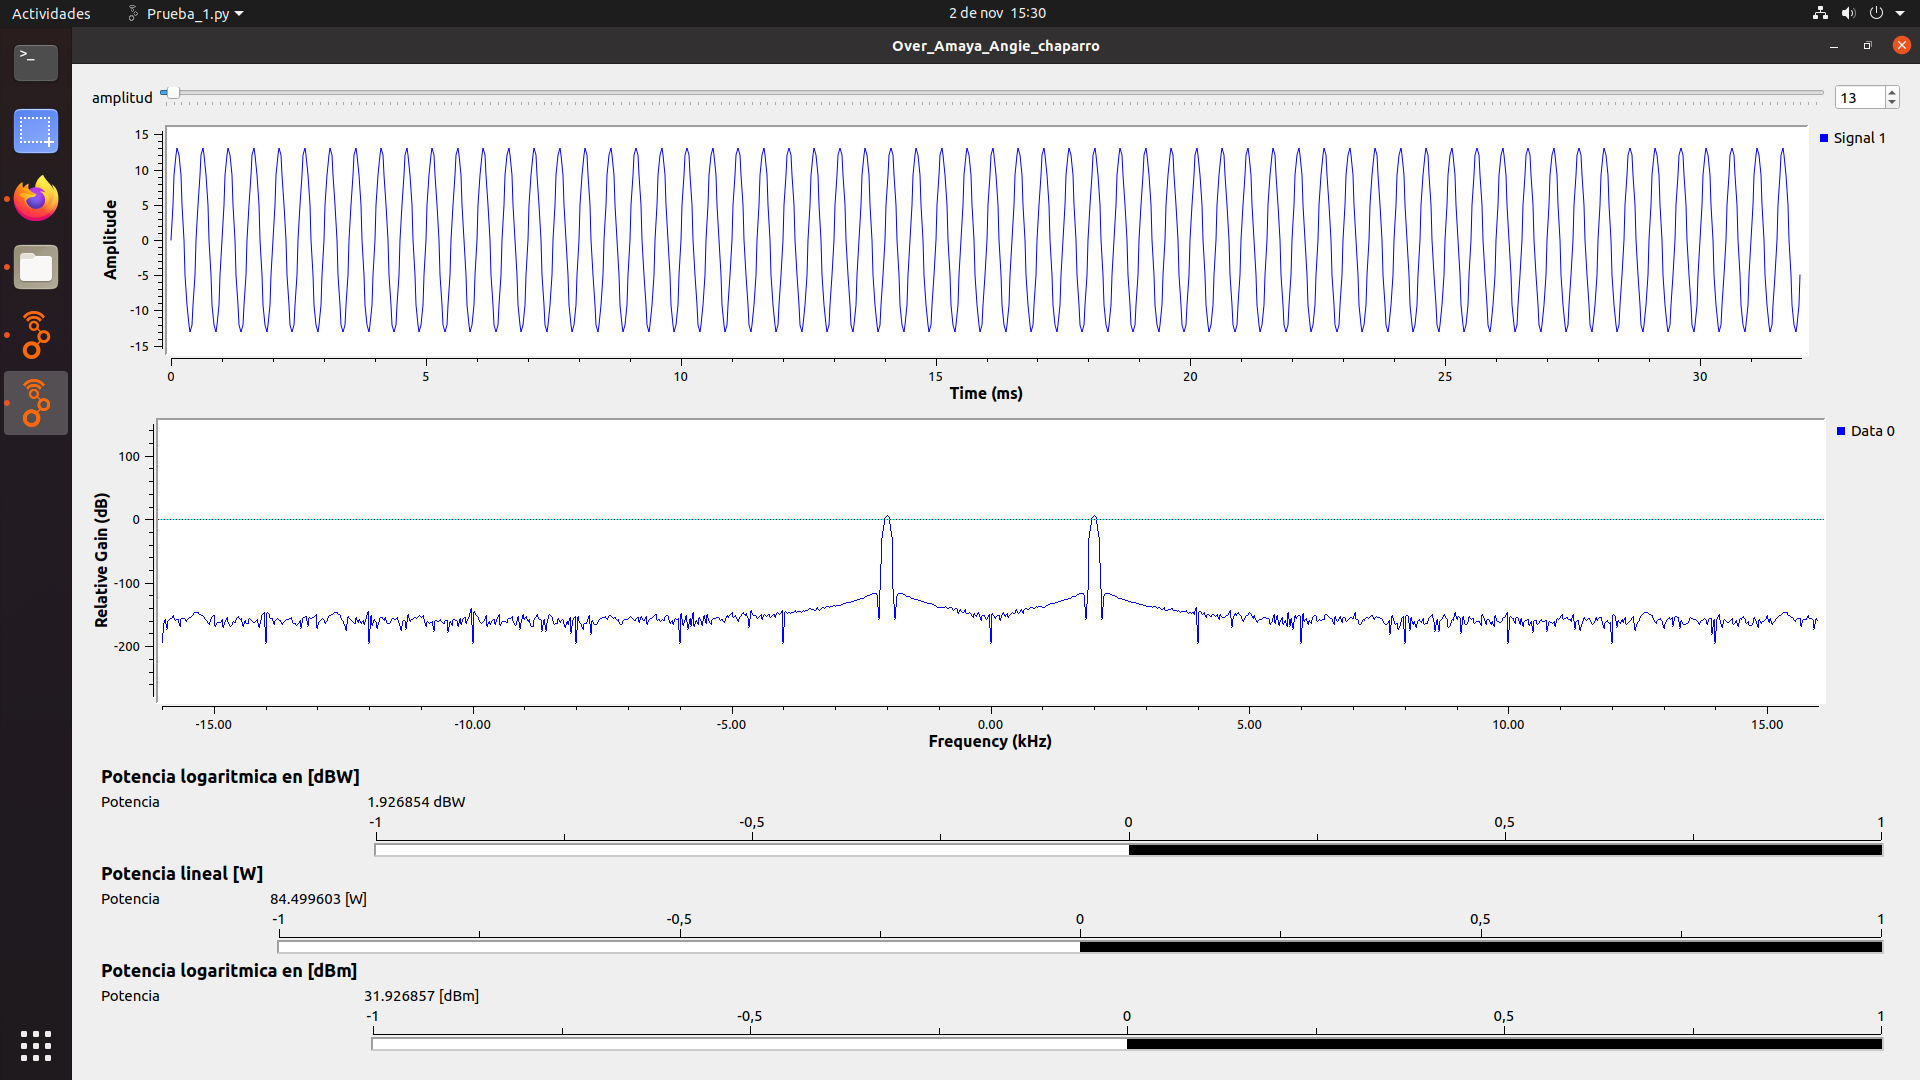 Actividades Prueba_1.py 2 de nov 15:30
Over_Amaya_Angie_chaparro
>_
amplitud 13
15
10
5
0
-5
-10
-15
Amplitude
Signal 1
0 5 10 15 20 25 30
Time (ms)
100
0
-100
-200
Relative Gain (dB)
Data 0
-15.00 -10.00 -5.00 0.00 5.00 10.00 15.00
Frequency (kHz)
Potencia logaritmica en [dBW]
Potencia 1.926854 dBW
-1 -0,5 0 0,5 1
Potencia lineal [W]
Potencia 84.499603 [W]
-1 -0,5 0 0,5 1
Potencia logaritmica en [dBm]
Potencia 31.926857 [dBm]
-1 -0,5 0 0,5 1